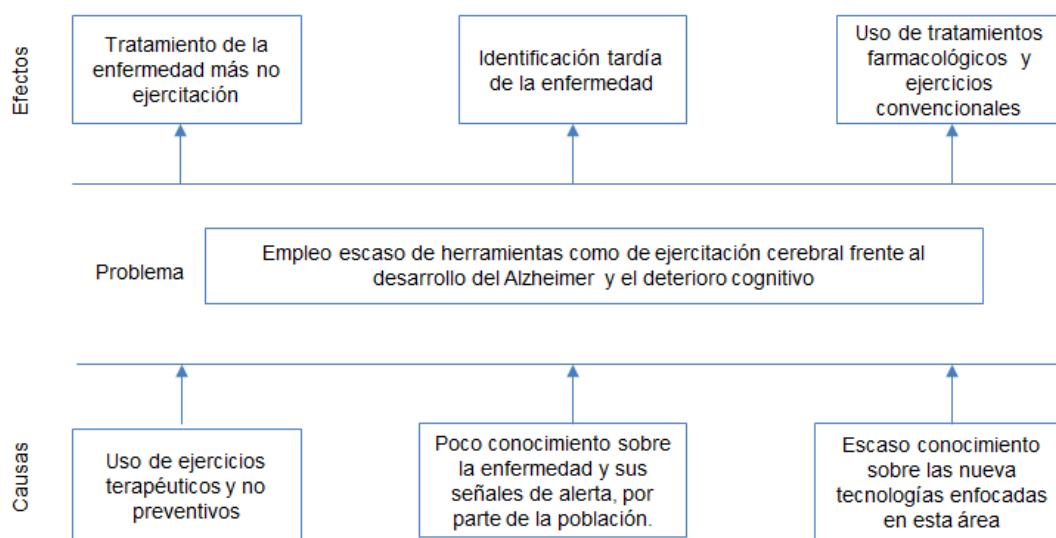 Efectos
Tratamiento de la
enfermedad más no
ejercitación
Identificación tardía
de la enfermedad
Uso de tratamientos
farmacológicos y
ejercicios
convencionales
Problema
Empleo escaso de herramientas como de ejercitación cerebral frente al
desarrollo del Alzheimer y el deterioro cognitivo
Causas
Uso de ejercicios
terapéuticos y no
preventivos
Poco conocimiento sobre
la enfermedad y sus
señales de alerta, por
parte de la población.
Escaso conocimiento
sobre las nueva
tecnologías enfocadas
en esta área